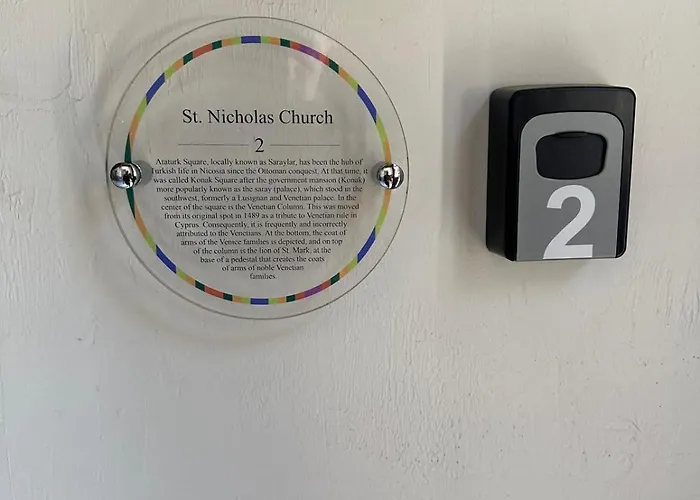 St. Nicholas Church
2
Ataturk Square, locally known as Saraylar, has been the hub of
Turkish life in Nicosia since the Ottoman conquest. At that time, it
was called Konak Square after the government mansion (Konak)
more popularly known as the saray (palace), which stood in the
southwest, formerly a Lusignan and Venetian palace. In the
center of the square is the Venetian Column. This was moved
from its original spot in 1489 as a tribute to Venetian rule in
Cyprus. Consequently, it is frequently and incorrectly
attributed to the Venetians. At the bottom, the coat of
arms of the Venice families is depicted, and on top
of the column is the lion of St. Mark, at the
base of a pedestal that creates the coats
of arms of noble Venetian
families.
2